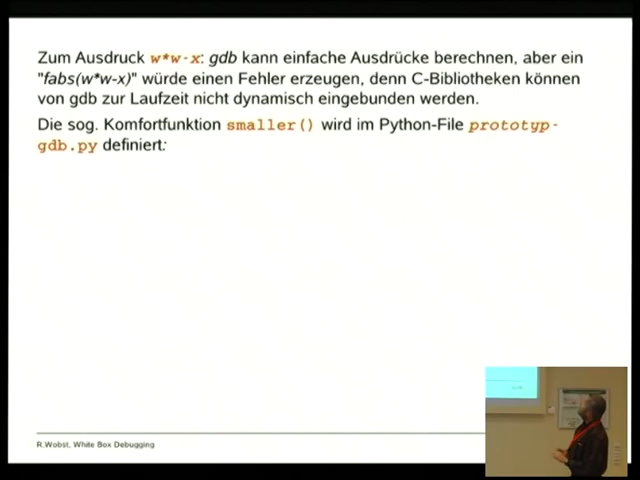 Zum Ausdruck w*w-x: gdb kann einfache Ausdrücke berechnen, aber ein
"fabs(w*w-x)" würde einen Fehler erzeugen, denn C-Bibliotheken können
von gdb zur Laufzeit nicht dynamisch eingebunden werden.
Die sog. Komfortfunktion smaller() wird im Python-File prototyp-
gdb.py definiert:
R.Wobst, White Box Debugging